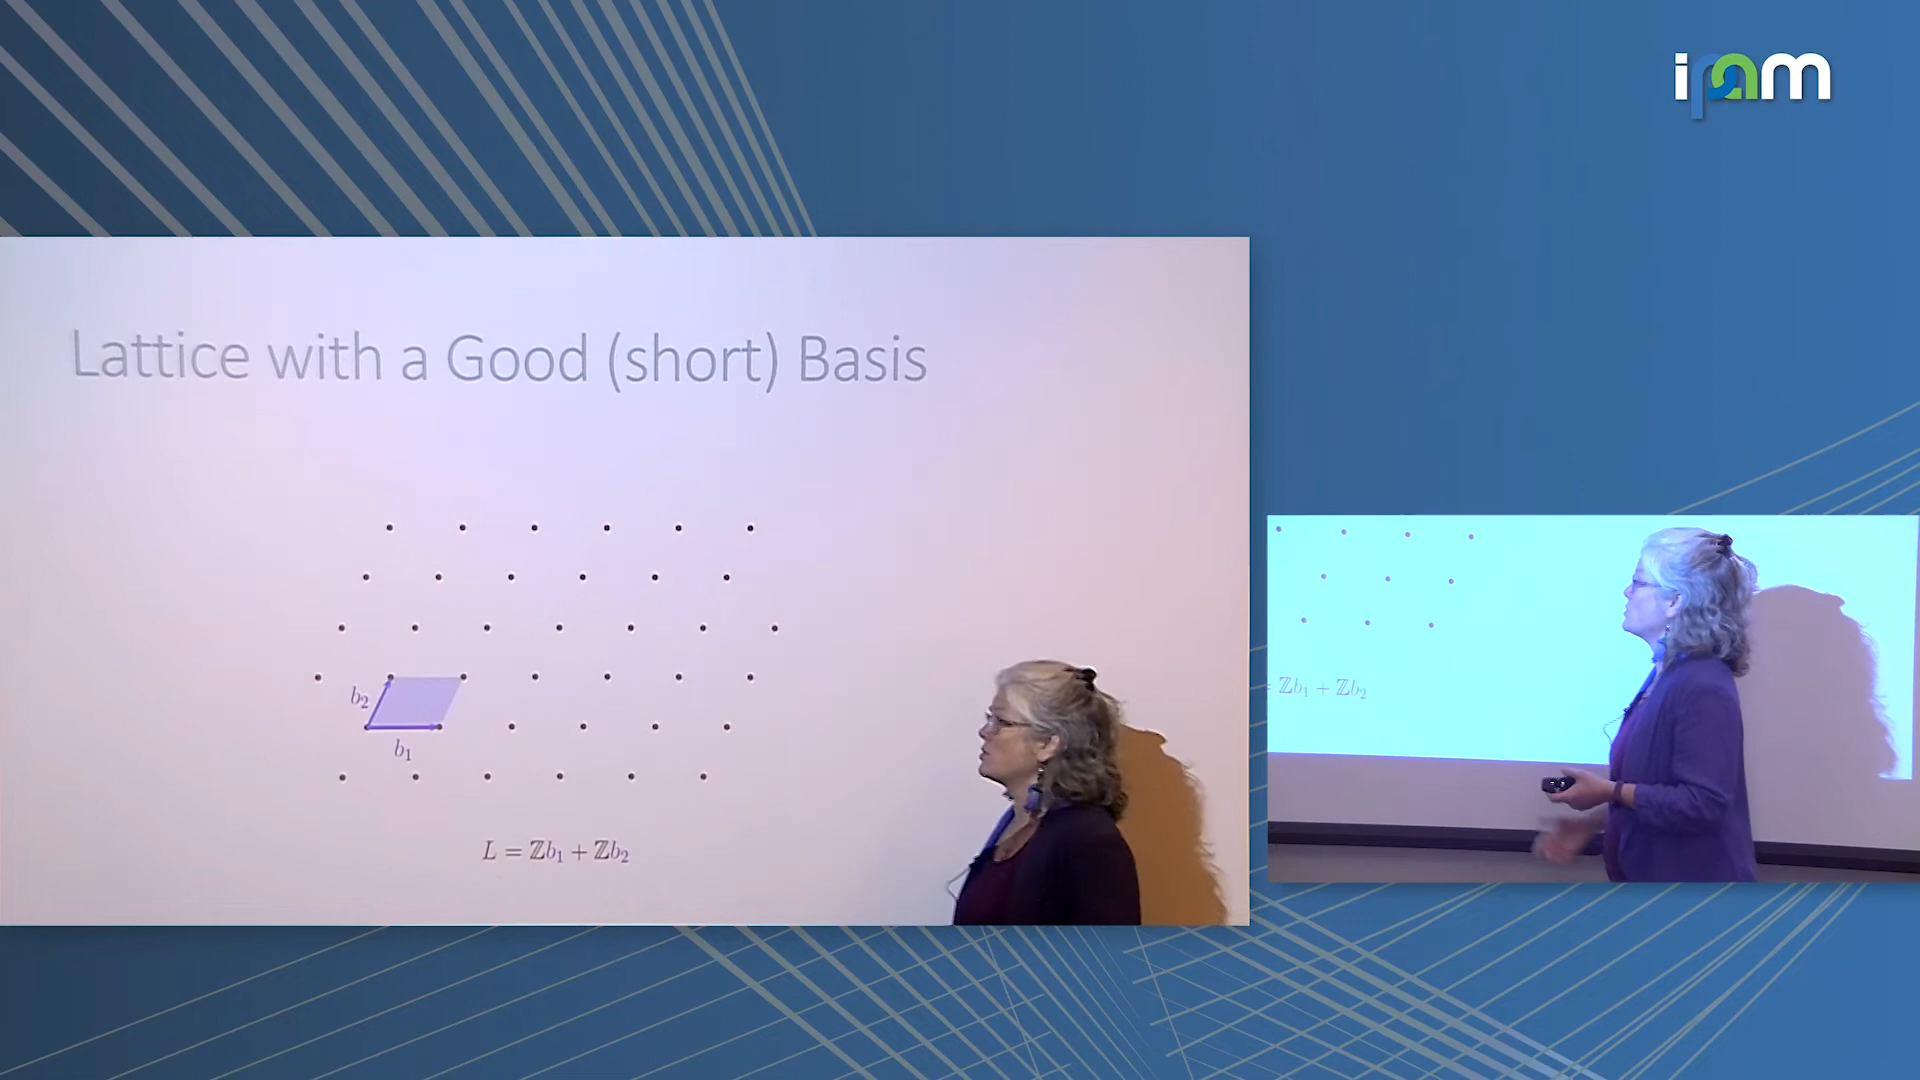 ipam
Lattice with a Good (short) Basis
b₂
b₁
L = ℤb₁ + ℤb₂
= ℤb₁ + ℤb₂